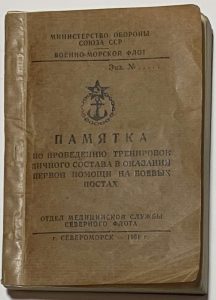 МИНИСТЕРСТВО ОБОРОНЫ
СОЮЗА ССР
ВОЕННО-МОРСКОЙ ФЛОТ
Экз. №.....
ПАМЯТКА
ПО ПРОВЕДЕНИЮ ТРЕНИРОВОК
ЛИЧНОГО СОСТАВА В ОКАЗАНИИ
ПЕРВОЙ ПОМОЩИ НА БОЕВЫХ
ПОСТАХ
ОТДЕЛ МЕДИЦИНСКОЙ СЛУЖБЫ
СЕВЕРНОГО ФЛОТА
г. СЕВЕРОМОРСК —